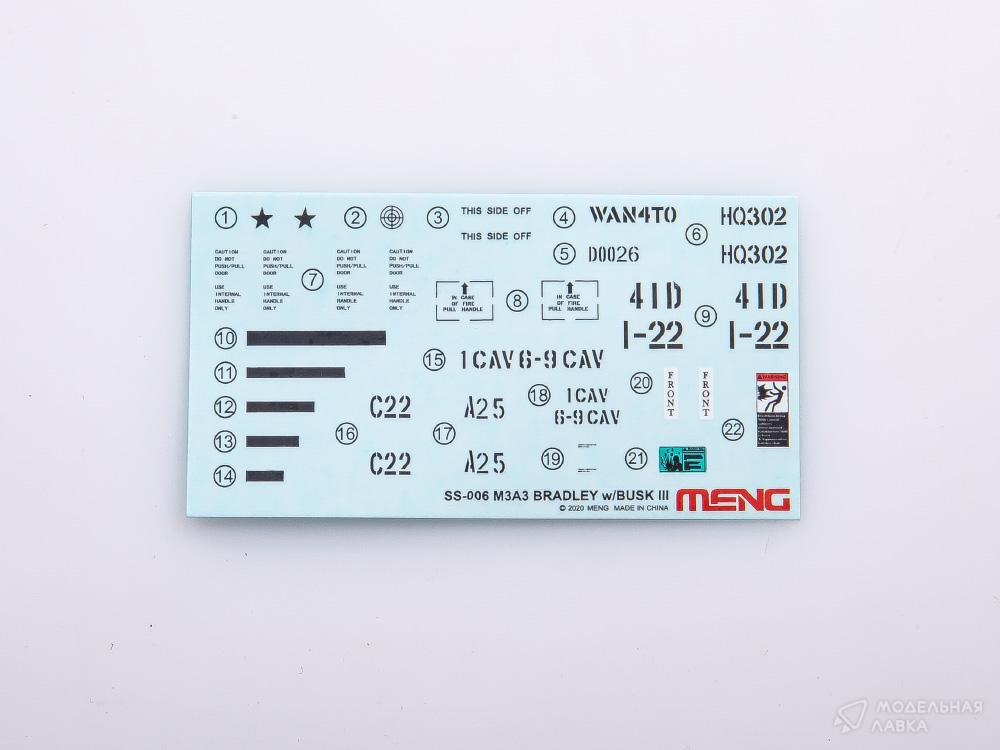 1 2 3 THIS SIDE OFF 4 WAN4TO HQ302
THIS SIDE OFF 6
5 D0026 HQ302
CAUTION CAUTION CAUTION CAUTION
DO NOT DO NOT DO NOT DO NOT
PUSH/PULL PUSH/PULL PUSH/PULL PUSH/PULL
DOOR DOOR DOOR DOOR
7
USE USE USE USE
INTERNAL INTERNAL INTERNAL INTERNAL
HANDLE HANDLE HANDLE HANDLE
ONLY ONLY ONLY ONLY
IN CASE 8 IN CASE
OF FIRE OF FIRE
PULL HANDLE PULL HANDLE
41D 41D
9
1-22 1-22
10
11 15 1CAV 6-9 CAV
12 C22 A25 18 1CAV 20 FRONT FRONT WARNING
6-9 CAV
13 16 17 22
14 C22 A25 19 21
SS-006 M3A3 BRADLEY w/BUSK III MENG
© 2020 MENG MADE IN CHINA
МОДЕЛЬНАЯ
ЛАВКА